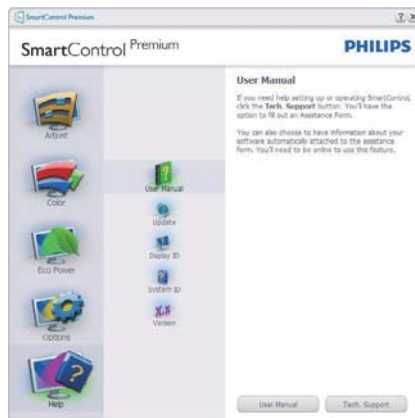 SmartControl Premium
SmartControl Premium
PHILIPS
Adjust
Color
Eco Power
Options
Help
User Manual
Update
Display ID
System ID
Version
User Manual
If you need help setting up or operating SmartControl,
click the Tech. Support button. You'll have the
option to fill out an Assistance Form.
You can also choose to have information about your
software automatically attached to the assistance
form. You'll need to be online to use this feature.
User Manual
Tech. Support